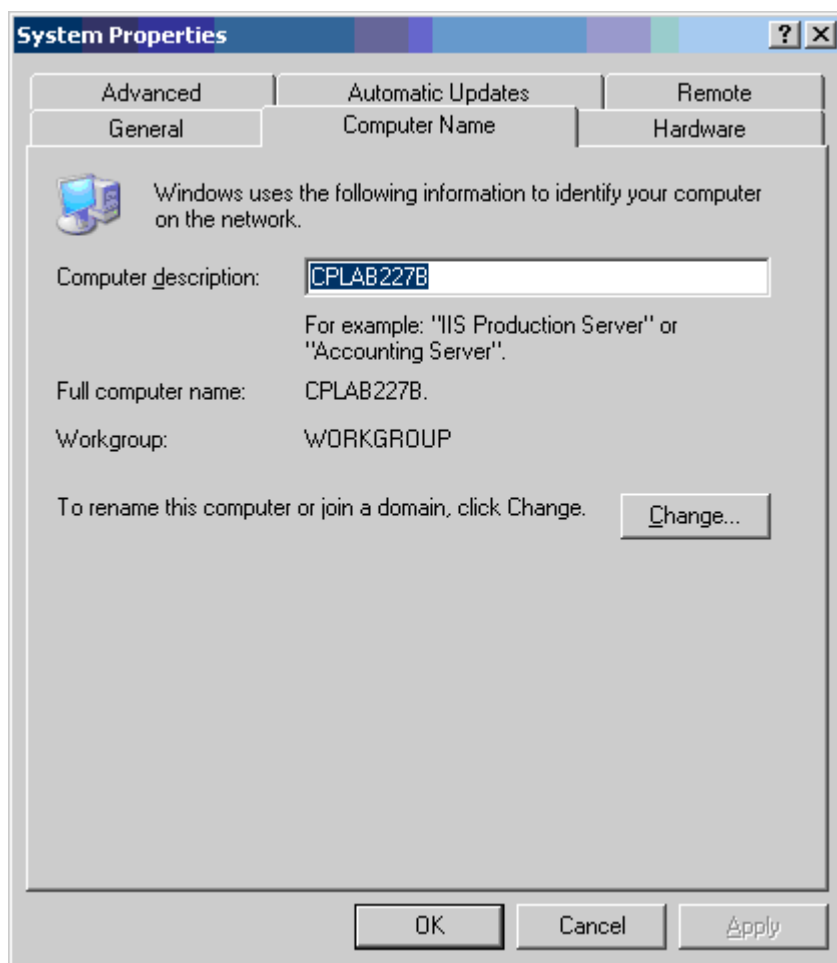 System Properties
Advanced Automatic Updates Remote
General Computer Name Hardware
Windows uses the following information to identify your computer
on the network.
Computer description: CPLAB227B
For example: "IIS Production Server" or
"Accounting Server".
Full computer name: CPLAB227B.
Workgroup: WORKGROUP
To rename this computer or join a domain, click Change. Change...
OK Cancel Apply